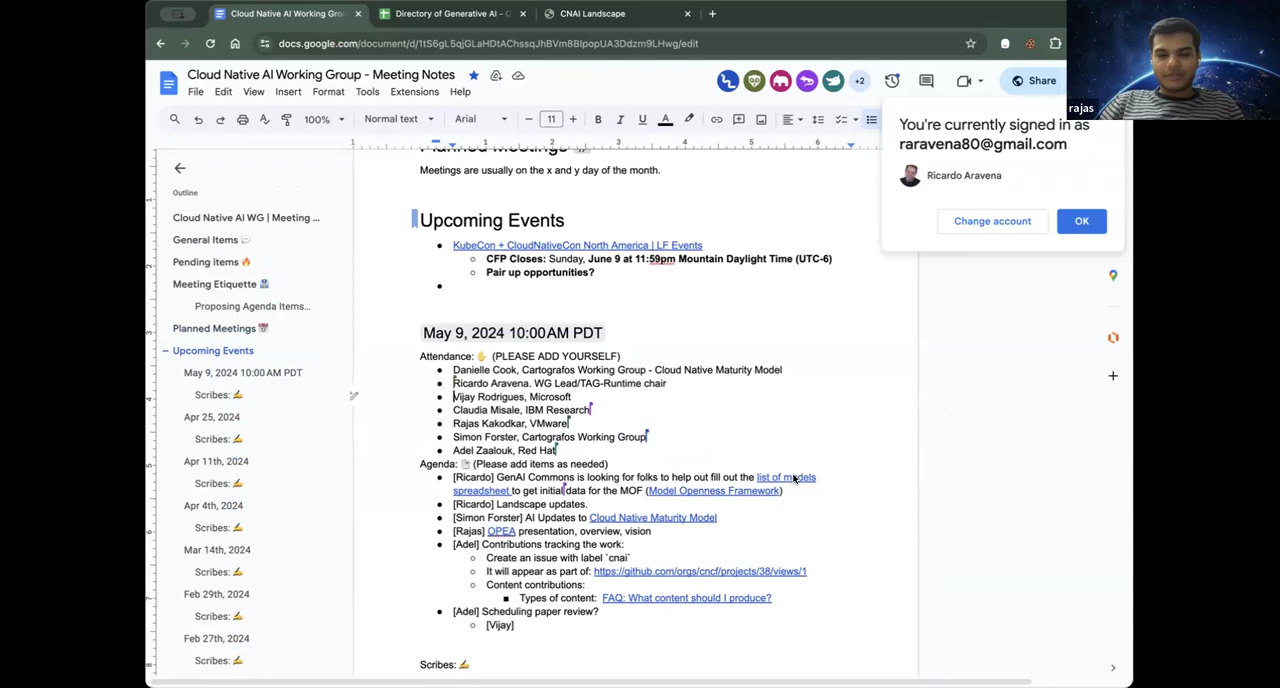 Cloud Native AI Working Gro
Directory of Generative AI - G
CNAI Landscape
docs.google.com/document/d/1tS6gL5qjGLaHDtAChssqJhBVm8BlpopUA3Ddzm9LHwg/edit
rajas
Cloud Native AI Working Group - Meeting Notes
+2
Share
File Edit View Insert Format Tools Extensions Help
100% Normal text Arial 11 B I U A
You're currently signed in as
raravena80@gmail.com
Ricardo Aravena
Change account OK
1 1 2 3 4 5 6
Outline
Cloud Native AI WG | Meeting ...
General Items 💬
Pending items 🔥
Meeting Etiquette
Proposing Agenda Items...
Planned Meetings 📅
Upcoming Events
May 9, 2024 10:00AM PDT
Scribes: ✍️
Apr 25, 2024
Scribes: ✍️
Apr 11th, 2024
Scribes: ✍️
Apr 4th, 2024
Scribes: ✍️
Mar 14th, 2024
Scribes: ✍️
Feb 29th, 2024
Scribes: ✍️
Feb 27th, 2024
Scribes: ✍️
Planned Meetings
Meetings are usually on the x and y day of the month.
Upcoming Events
KubeCon + CloudNativeCon North America | LF Events
CFP Closes: Sunday, June 9 at 11:59pm Mountain Daylight Time (UTC-6)
Pair up opportunities?
May 9, 2024 10:00AM PDT
Attendance: ✋ (PLEASE ADD YOURSELF)
Danielle Cook, Cartografos Working Group - Cloud Native Maturity Model
Ricardo Aravena. WG Lead/TAG-Runtime chair
Vijay Rodrigues, Microsoft
Claudia Misale, IBM Research
Rajas Kakodkar, VMware
Simon Forster, Cartografos Working Group
Adel Zaalouk, Red Hat
Agenda: (Please add items as needed)
[Ricardo] GenAI Commons is looking for folks to help out fill out the list of models
spreadsheet to get initial data for the MOF (Model Openness Framework)
[Ricardo] Landscape updates.
[Simon Forster] AI Updates to Cloud Native Maturity Model
[Rajas] OPEA presentation, overview, vision
[Adel] Contributions tracking the work:
Create an issue with label `cnai`
It will appear as part of: https://github.com/orgs/cncf/projects/38/views/1
Content contributions:
Types of content: FAQ: What content should I produce?
[Adel] Scheduling paper review?
[Vijay]
Scribes: ✍️